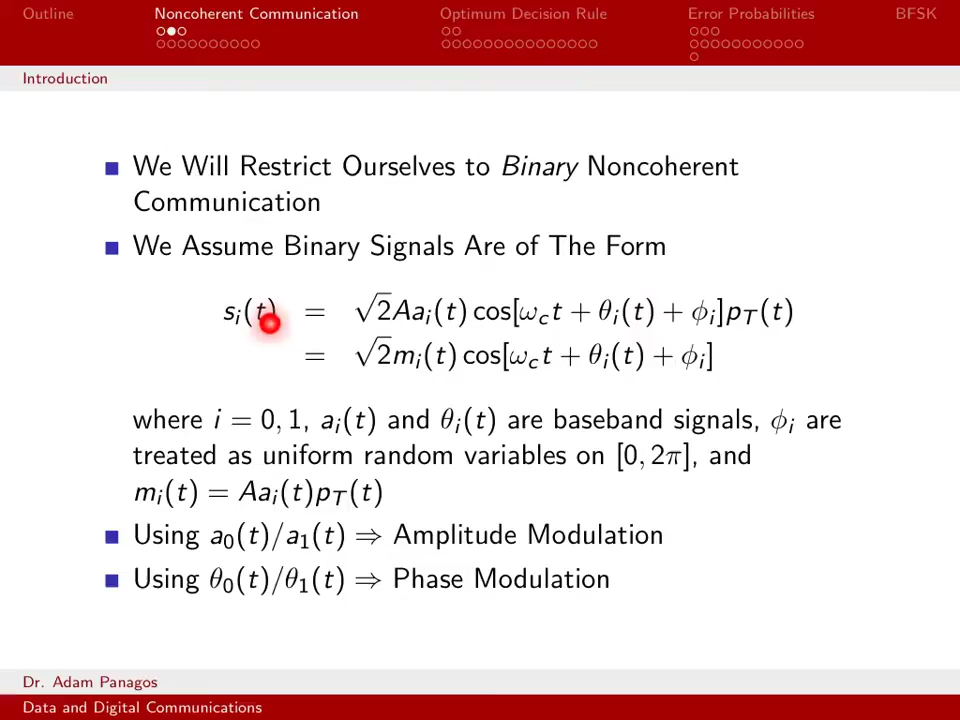 Outline
Noncoherent Communication
Optimum Decision Rule
Error Probabilities
BFSK
Introduction
We Will Restrict Ourselves to Binary Noncoherent
Communication
We Assume Binary Signals Are of The Form
sᵢ(t) = √2Aaᵢ(t) cos[ω_c t + θᵢ(t) + ϕᵢ]p_T(t)
= √2mᵢ(t) cos[ω_c t + θᵢ(t) + ϕᵢ]
where i = 0, 1, aᵢ(t) and θᵢ(t) are baseband signals, ϕᵢ are
treated as uniform random variables on [0, 2π], and
mᵢ(t) = Aaᵢ(t)p_T(t)
Using a₀(t)/a₁(t) ⇒ Amplitude Modulation
Using θ₀(t)/θ₁(t) ⇒ Phase Modulation
Dr. Adam Panagos
Data and Digital Communications